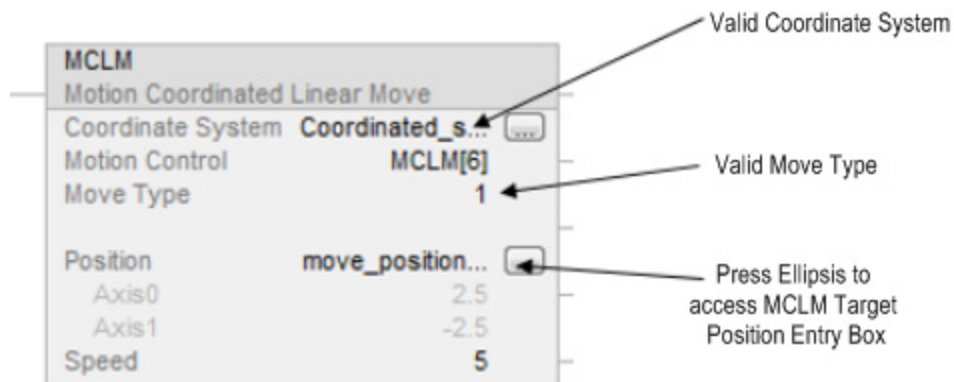 Valid Coordinate System
MCLM
Motion Coordinated Linear Move
Coordinate System Coordinated_s... ...
Motion Control MCLM[6]
Move Type 1
Valid Move Type
Position move_position... ...
Axis0 2.5
Axis1 -2.5
Speed 5
Press Ellipsis to
access MCLM Target
Position Entry Box